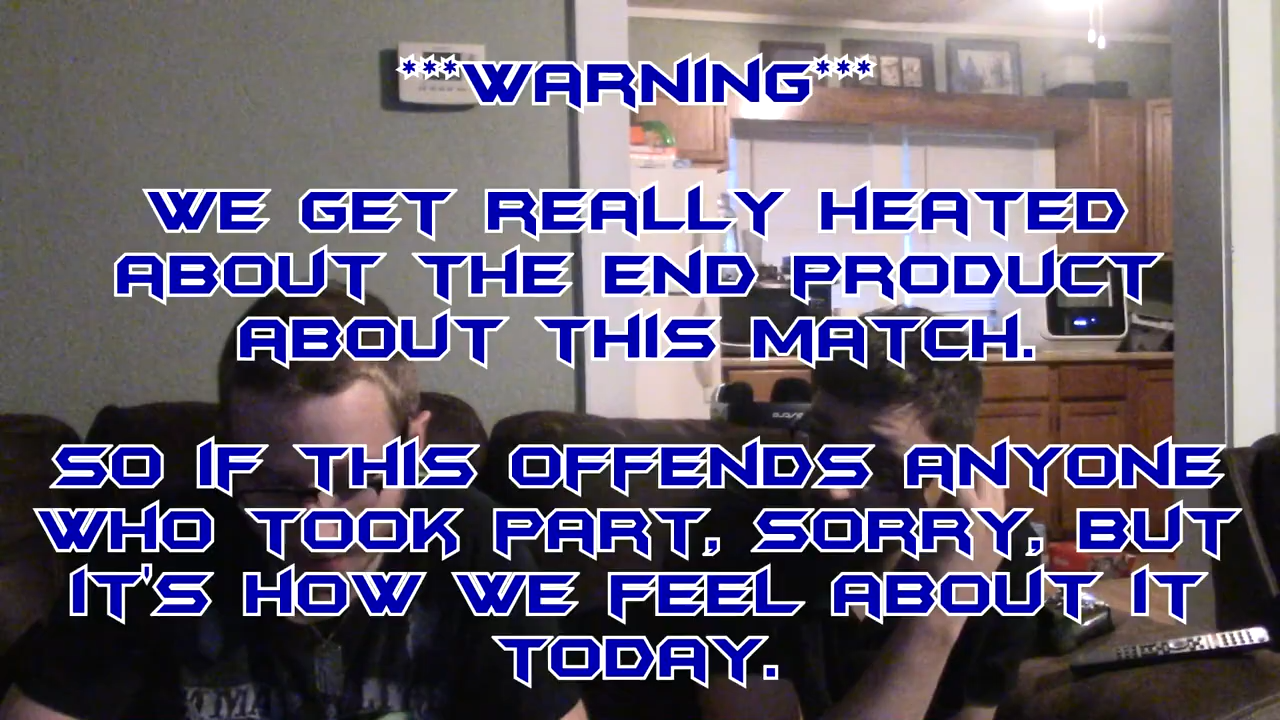 ***WARNING***
WE GET REALLY HEATED
ABOUT THE END PRODUCT
ABOUT THIS MATCH.
SO IF THIS OFFENDS ANYONE
WHO TOOK PART, SORRY, BUT
IT'S HOW WE FEEL ABOUT IT
TODAY.